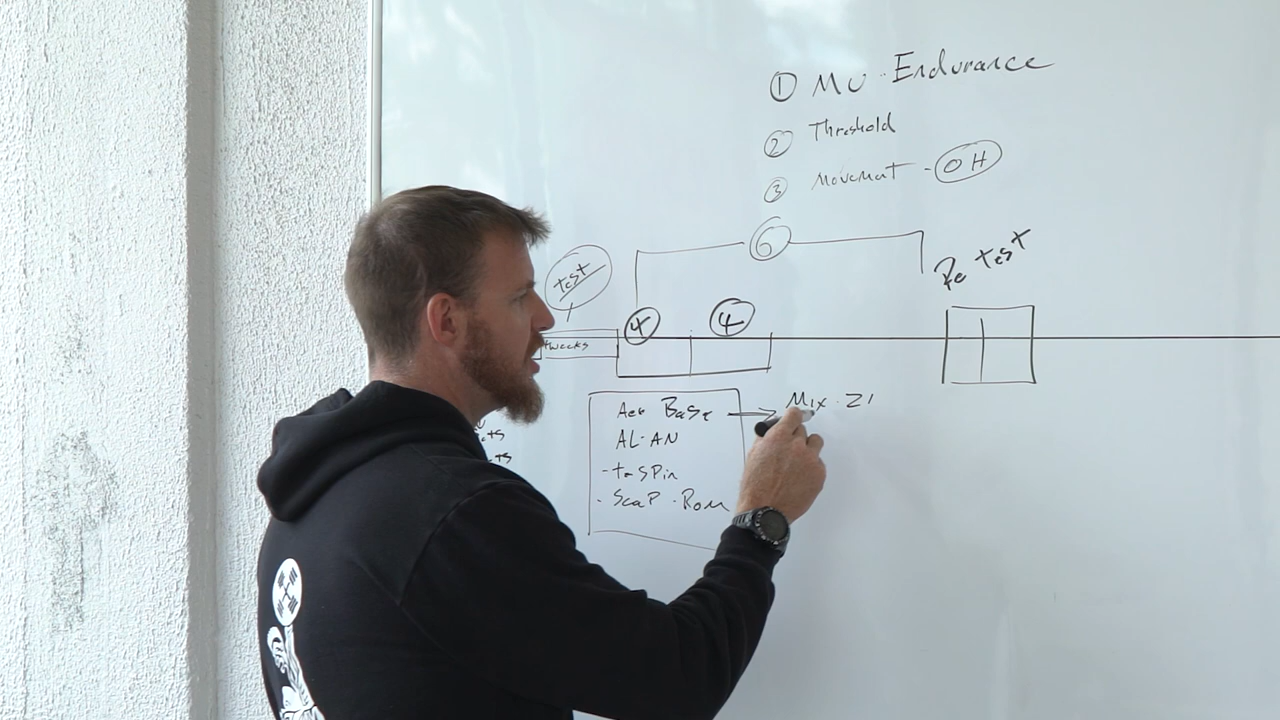 ① MU - Endurance
② Threshold
③ Movement - OH
6
test
Re test
4
4
weeks
Aer Base → Mix · Z1
AL-AN
- T-SPin
- Scap · Rom